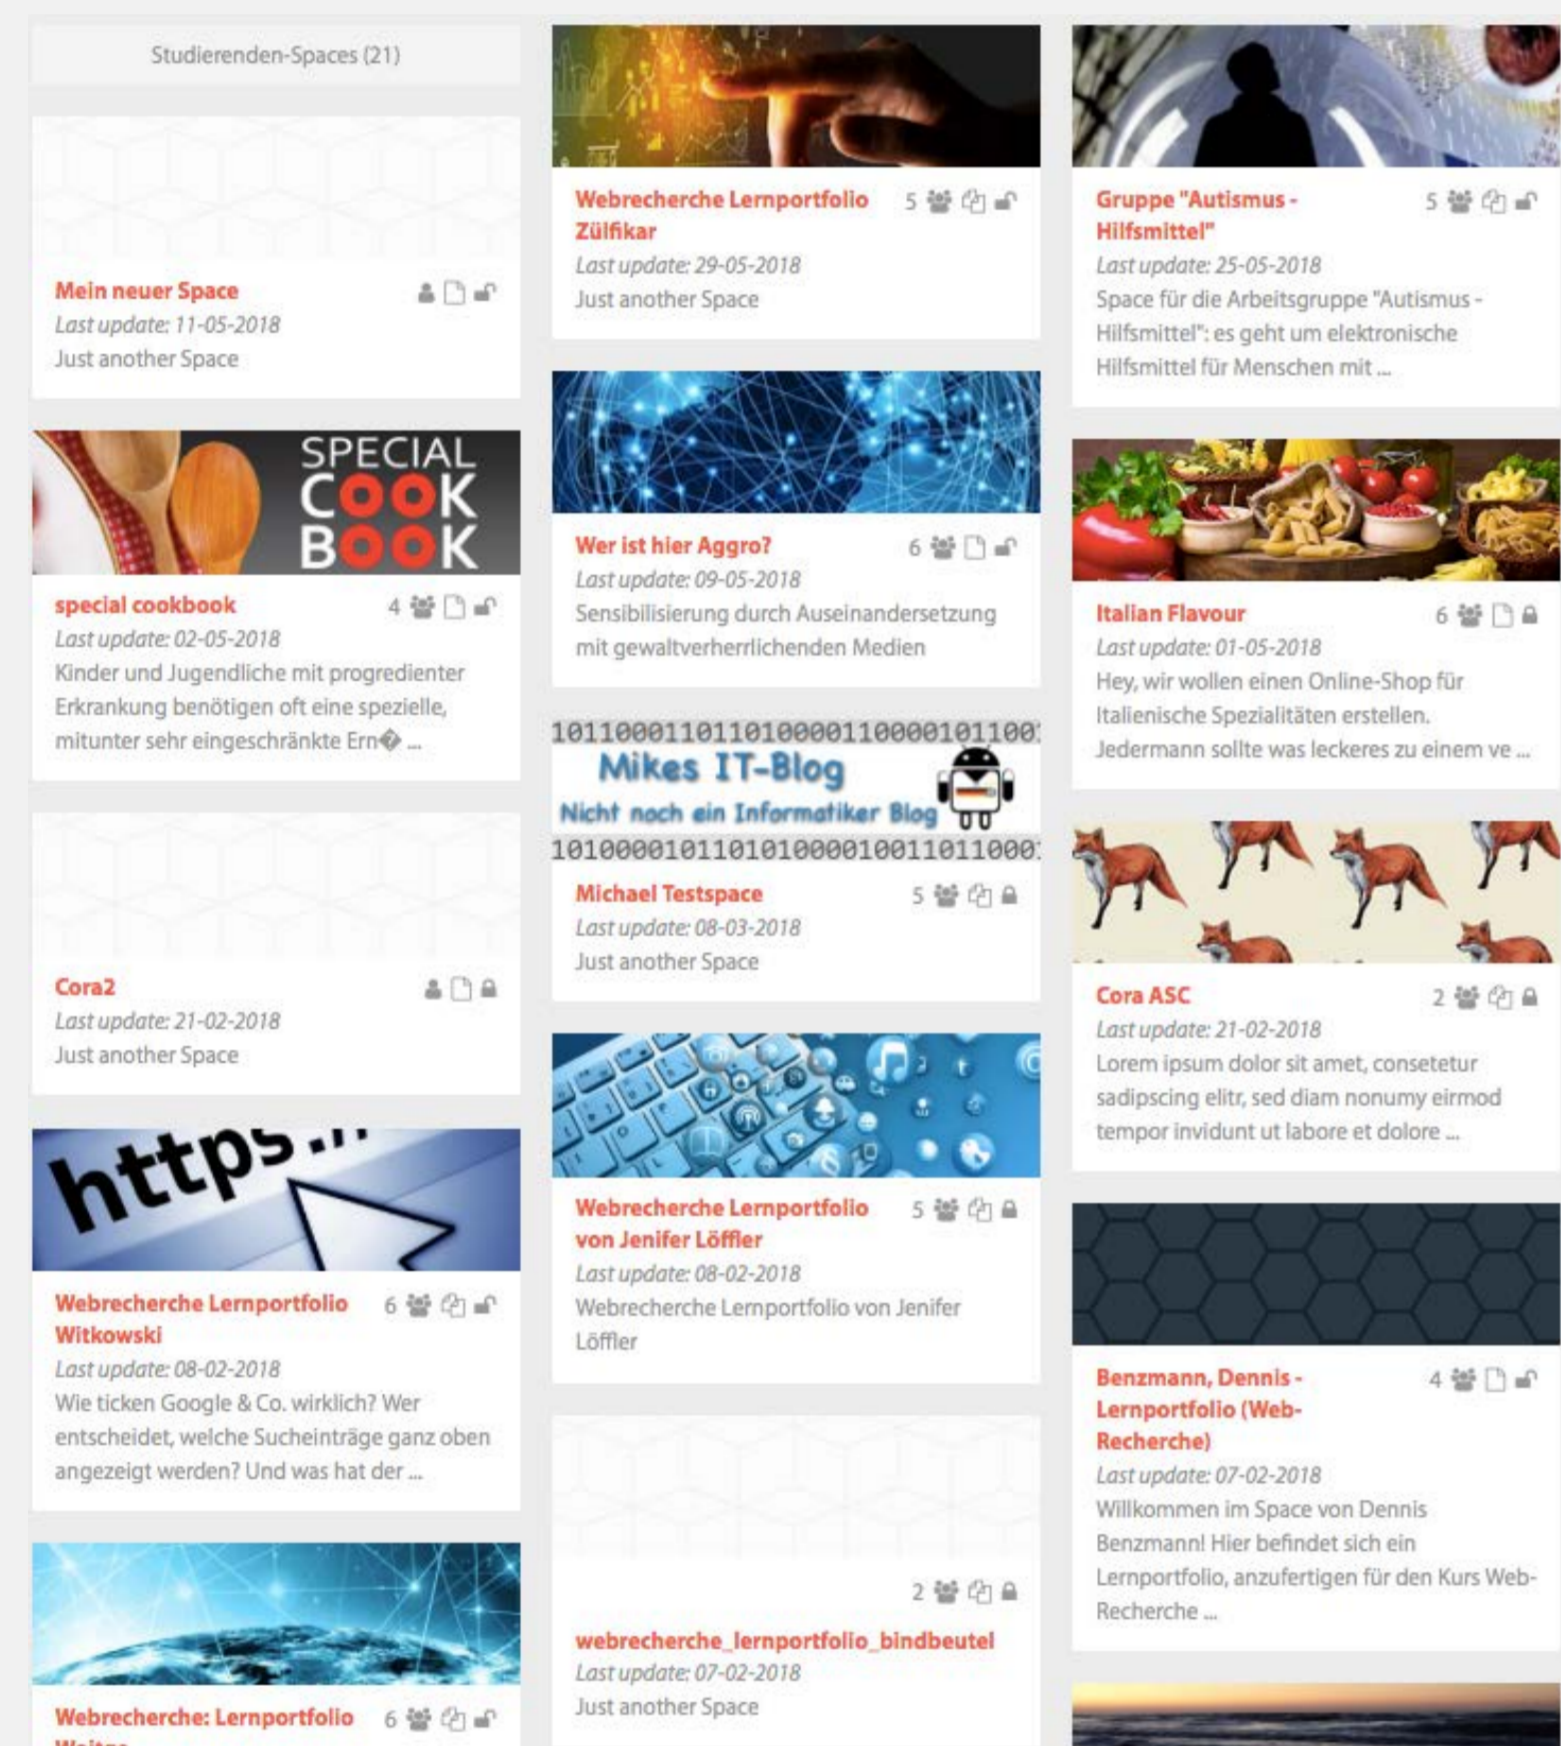 Studierenden-Spaces (21)
Mein neuer Space
Last update: 11-05-2018
Just another Space
SPECIAL
COOK
BOOK
special cookbook 4
Last update: 02-05-2018
Kinder und Jugendliche mit progredienter
Erkrankung benötigen oft eine spezielle,
mitunter sehr eingeschränkte Ern� ...
Cora2
Last update: 21-02-2018
Just another Space
https://
Webrecherche Lernportfolio 6
Witkowski
Last update: 08-02-2018
Wie ticken Google & Co. wirklich? Wer
entscheidet, welche Sucheinträge ganz oben
angezeigt werden? Und was hat der ...
Webrecherche: Lernportfolio 6
Webrecherche Lernportfolio 5
Zülfikar
Last update: 29-05-2018
Just another Space
Wer ist hier Aggro? 6
Last update: 09-05-2018
Sensibilisierung durch Auseinandersetzung
mit gewaltverherrlichenden Medien
10110001101101000011000010110001
Mikes IT-Blog
Nicht noch ein Informatiker Blog
10100001011010100001001101100010
Michael Testspace 5
Last update: 08-03-2018
Just another Space
Webrecherche Lernportfolio 5
von Jenifer Löffler
Last update: 08-02-2018
Webrecherche Lernportfolio von Jenifer
Löffler
2
webrecherche_lernportfolio_bindbeutel
Last update: 07-02-2018
Just another Space
Gruppe "Autismus - 5
Hilfsmittel"
Last update: 25-05-2018
Space für die Arbeitsgruppe "Autismus -
Hilfsmittel": es geht um elektronische
Hilfsmittel für Menschen mit ...
Italian Flavour 6
Last update: 01-05-2018
Hey, wir wollen einen Online-Shop für
Italienische Spezialitäten erstellen.
Jedermann sollte was leckeres zu einem ve ...
Cora ASC 2
Last update: 21-02-2018
Lorem ipsum dolor sit amet, consetetur
sadipscing elitr, sed diam nonumy eirmod
tempor invidunt ut labore et dolore ...
Benzmann, Dennis - 4
Lernportfolio (Web-
Recherche)
Last update: 07-02-2018
Willkommen im Space von Dennis
Benzmann! Hier befindet sich ein
Lernportfolio, anzufertigen für den Kurs Web-
Recherche ...